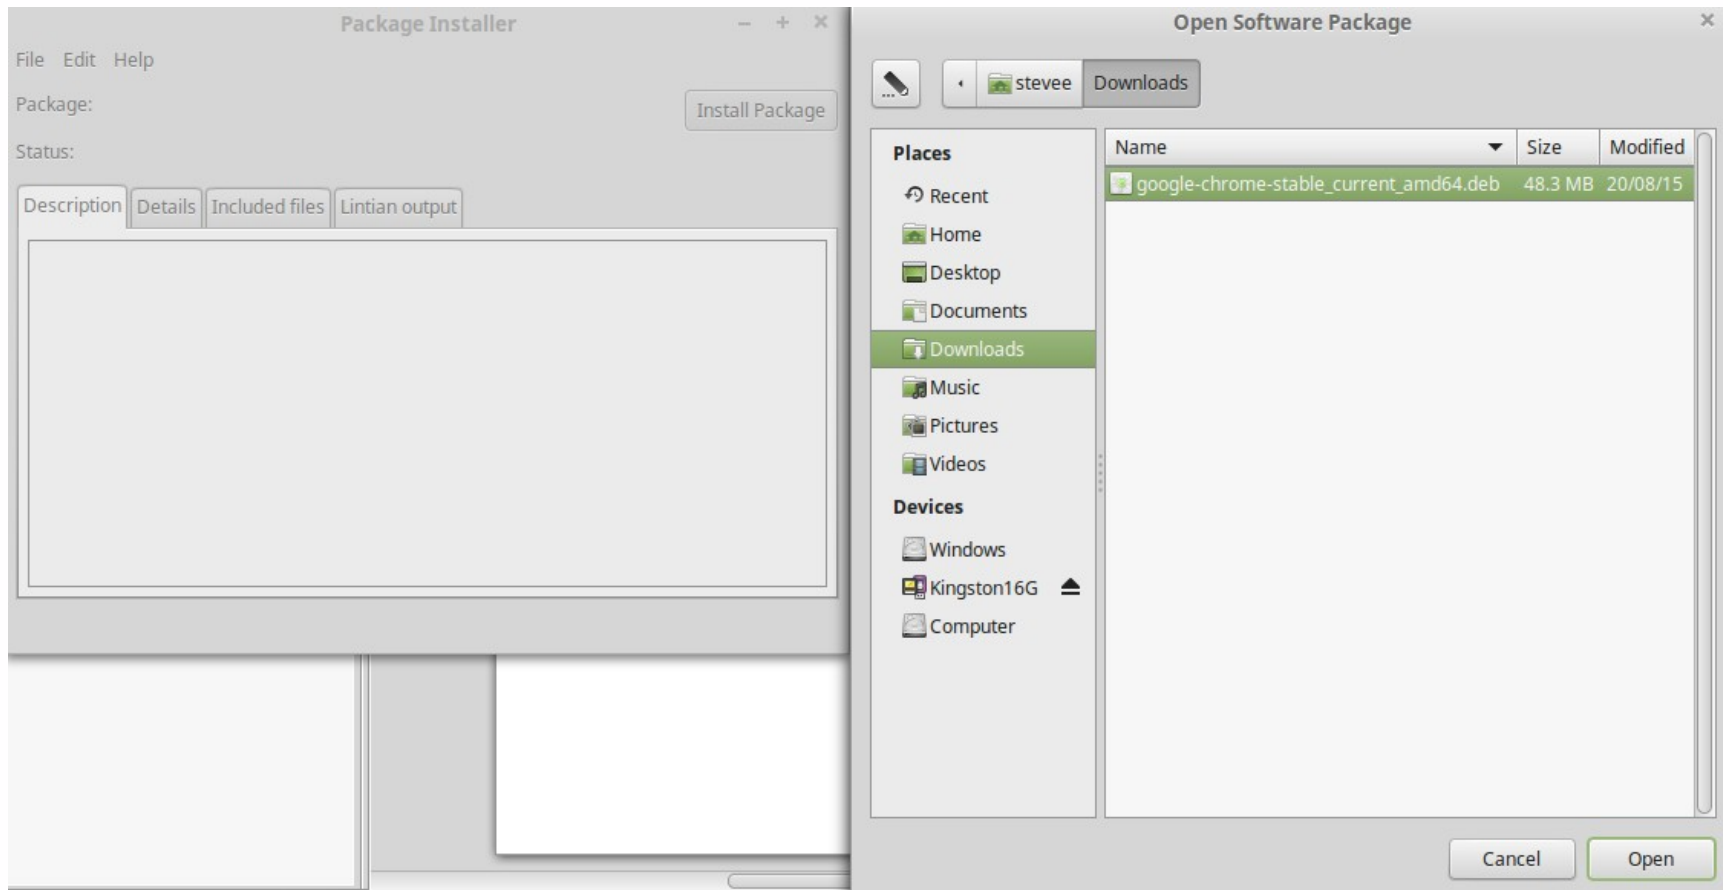 Package Installer
File Edit Help
Package:
Install Package
Status:
Description Details Included files Lintian output
Open Software Package
stevee Downloads
Places
Recent
Home
Desktop
Documents
Downloads
Music
Pictures
Videos
Devices
Windows
Kingston16G
Computer
Name Size Modified
google-chrome-stable_current_amd64.deb 48.3 MB 20/08/15
Cancel Open